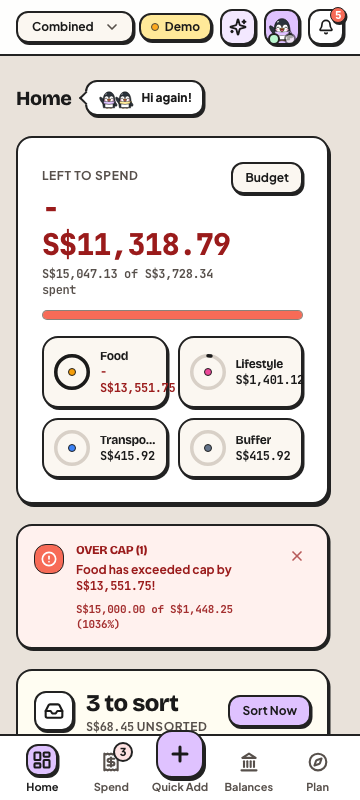 Combined
Demo
5
Home
Hi again!
LEFT TO SPEND
Budget
-
S$11,318.79
S$15,047.13 of S$3,728.34
spent
Food
-
S$13,551.75
Lifestyle
S$1,401.12
Transpo...
S$415.92
Buffer
S$415.92
OVER CAP (1)
Food has exceeded cap by
S$13,551.75!
S$15,000.00 of S$1,448.25
(1036%)
3 to sort
S$68.45 UNSORTED
Sort Now
3
Home
Spend
Quick Add
Balances
Plan